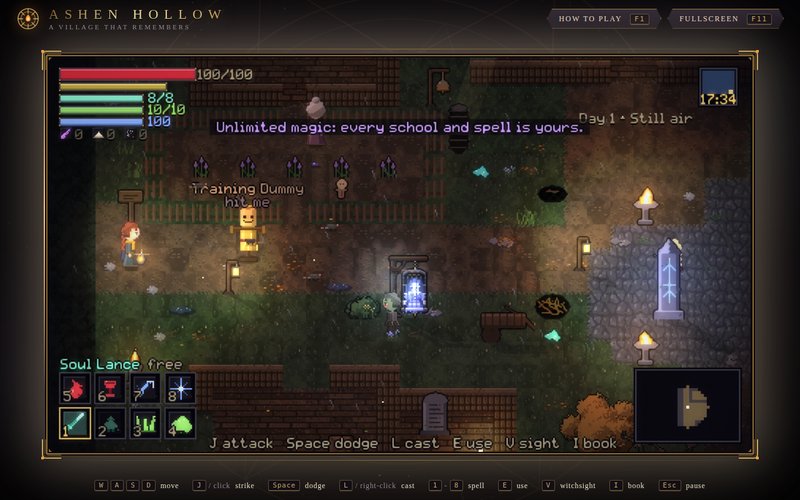 ASHEN HOLLOW
A VILLAGE THAT REMEMBERS
HOW TO PLAY F1
FULLSCREEN F11
100/100
8/8
10/10
100
0 0 0
17:34
Day 1 · Still air
Unlimited magic: every school and spell is yours.
Training Dummy
hit me
Soul Lance, free
5 6 7 8
1 2 3 4
J attack Space dodge L cast E use V sight I book
W A S D move J / click strike Space dodge L / right-click cast 1 - 8 spell E use V witchsight I book Esc pause